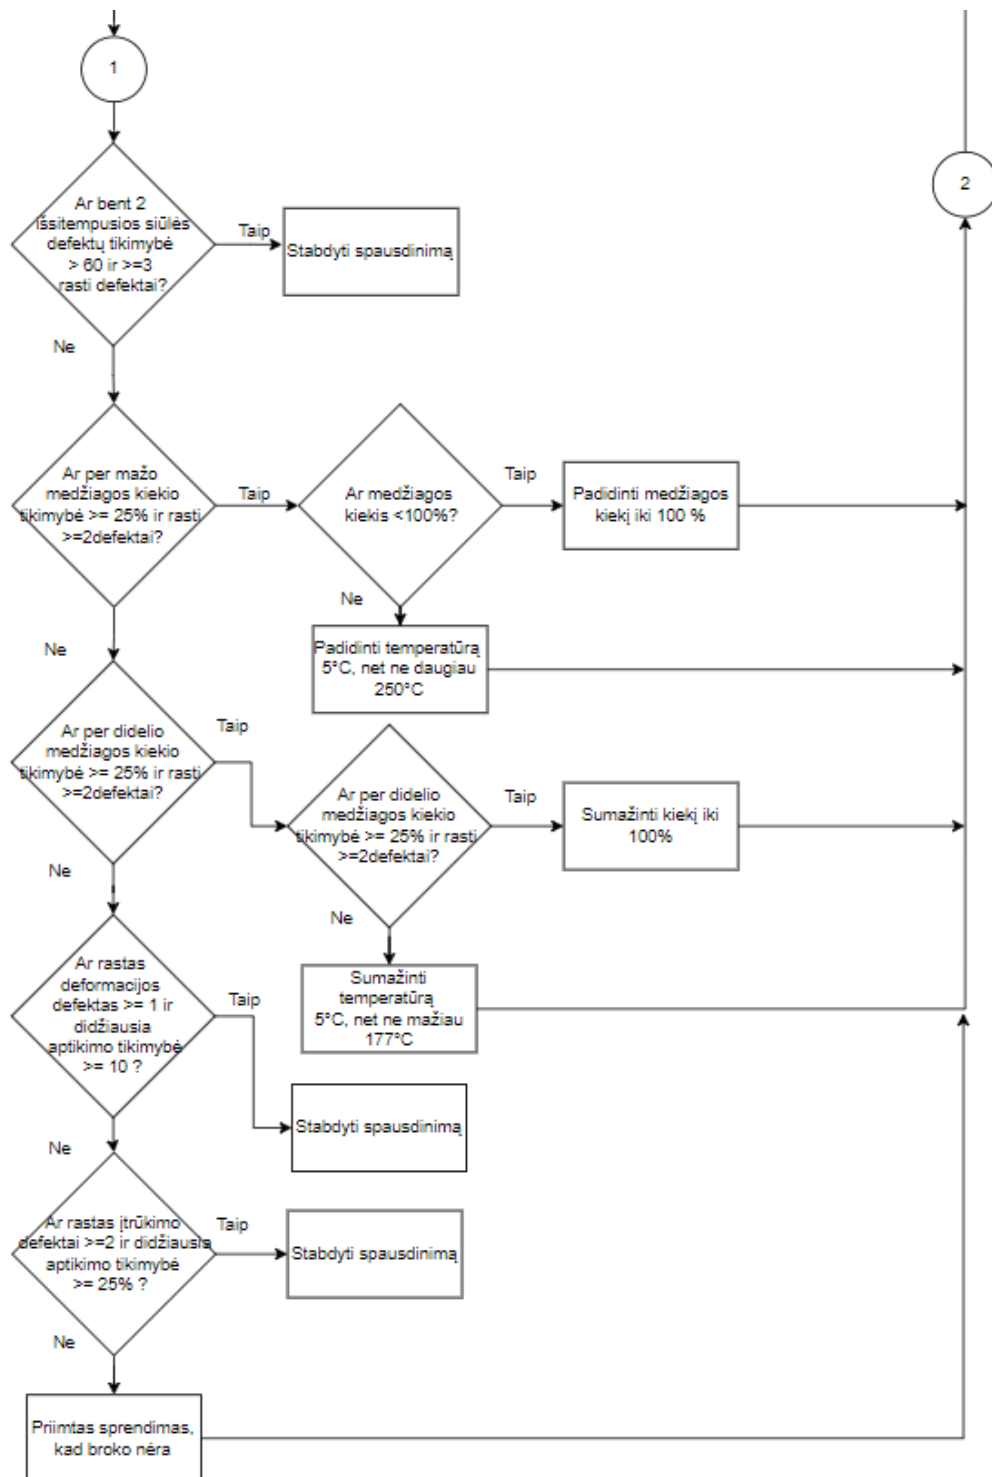 1
2
Ar bent 2
išsitempusios siūlės
defektų tikimybė
> 60 ir >=3
rasti defektai?
Taip
Stabdyti spausdinimą
Ne
Ar per mažo
medžiagos kiekio
tikimybė >= 25% ir rasti
>=2defektai?
Taip
Ar medžiagos
kiekis <100%?
Taip
Padidinti medžiagos
kiekį iki 100 %
Ne
Padidinti temperatūrą
5°C, net ne daugiau
250°C
Ne
Ar per didelio
medžiagos kiekio
tikimybė >= 25% ir rasti
>=2defektai?
Taip
Ar per didelio
medžiagos kiekio
tikimybė >= 25% ir rasti
>=2defektai?
Taip
Sumažinti kiekį iki
100%
Ne
Sumažinti
temperatūrą
5°C, net ne mažiau
177°C
Ne
Ar rastas
deformacijos
defektas >= 1 ir
didžiausia
aptikimo tikimybė
>= 10 ?
Taip
Stabdyti spausdinimą
Ne
Ar rastas įtrūkimo
defektai >=2 ir didžiausia
aptikimo tikimybė
>= 25% ?
Taip
Stabdyti spausdinimą
Ne
Priimtas sprendimas,
kad broko nėra